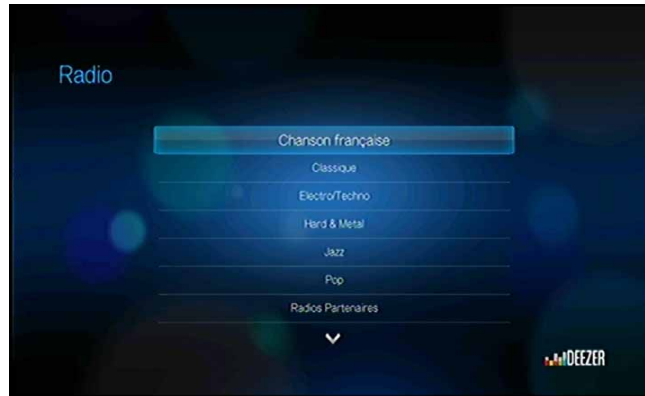 Radio
Chanson française
Classique
Electro/Techno
Hard & Metal
Jazz
Pop
Radios Partenaires
DEEZER